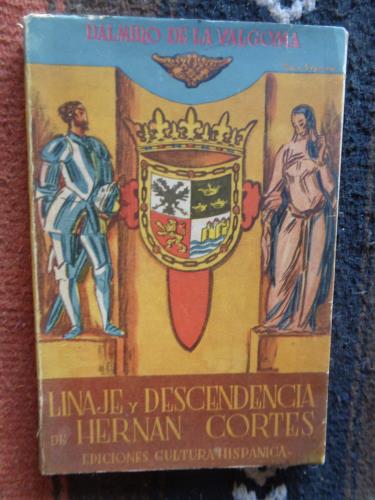 DALMIRO DE LA VALGOMA
LINAJE Y DESCENDENCIA
DE HERNAN CORTES
EDICIONES CULTURA HISPANICA